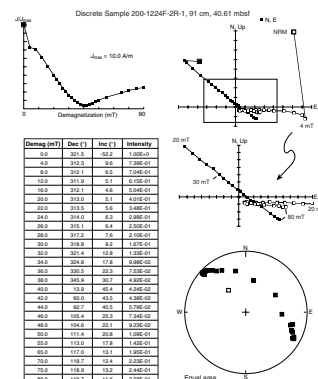 Discrete Sample 200-1224F-2R-1, 91 cm, 40.61 mbsf
J/Jmax
Jmax = 10.0 A/m
0 20 40 60 80
Demagnetization (mT)
N, E
N, Up
NRM
E
4 mT
N, Up
20 mT
30 mT
E
80 mT
Demag (mT) Dec (°) Inc (°) Intensity
0.0 321.5 -52.2 1.00E+0
4.0 312.3 9.6 7.39E-01
8.0 312.1 6.5 7.04E-01
12.0 311.9 5.1 6.15E-01
16.0 312.1 4.6 5.04E-01
20.0 313.0 5.1 4.01E-01
22.0 313.5 5.6 3.48E-01
24.0 314.0 6.3 2.98E-01
26.0 315.1 6.4 2.50E-01
28.0 317.2 7.6 2.10E-01
30.0 318.8 9.2 1.67E-01
32.0 321.4 12.8 1.33E-01
34.0 324.8 17.8 9.98E-02
36.0 330.5 22.3 7.53E-02
38.0 345.9 30.7 4.92E-02
40.0 13.9 45.4 4.24E-02
42.0 60.0 43.5 4.38E-02
44.0 92.7 40.5 5.79E-02
46.0 105.4 25.3 7.34E-02
48.0 104.6 22.1 9.23E-02
50.0 111.4 20.8 1.09E-01
55.0 113.0 17.8 1.42E-01
65.0 117.0 13.1 1.95E-01
70.0 118.7 12.4 2.23E-01
75.0 118.9 13.2 2.44E-01
N
W
E
S
Equal area